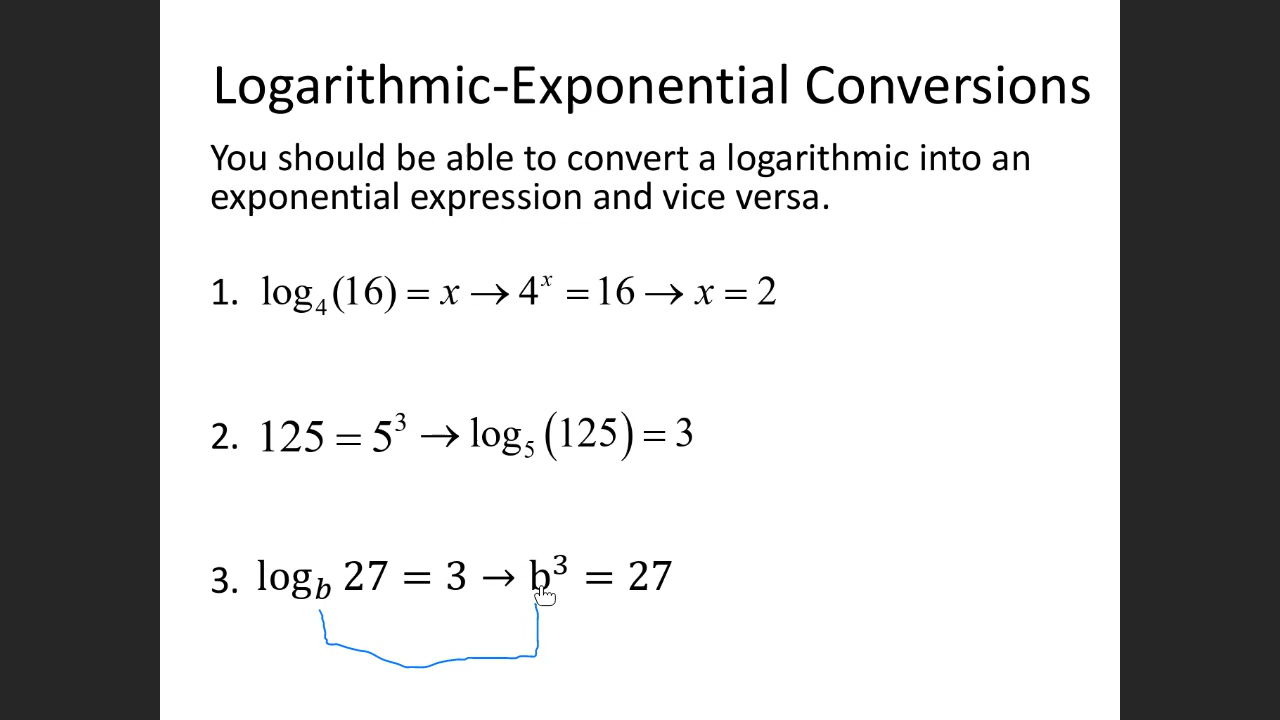 Logarithmic-Exponential Conversions
You should be able to convert a logarithmic into an
exponential expression and vice versa.
1. log₄(16) = x → 4ˣ = 16 → x = 2
2. 125 = 5³ → log₅(125) = 3
3. log_b 27 = 3 → b³ = 27